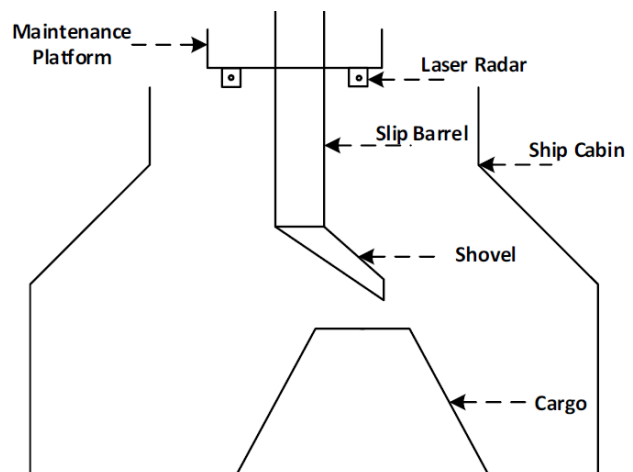 Maintenance
Platform
Laser Radar
Slip Barrel
Ship Cabin
Shovel
Cargo